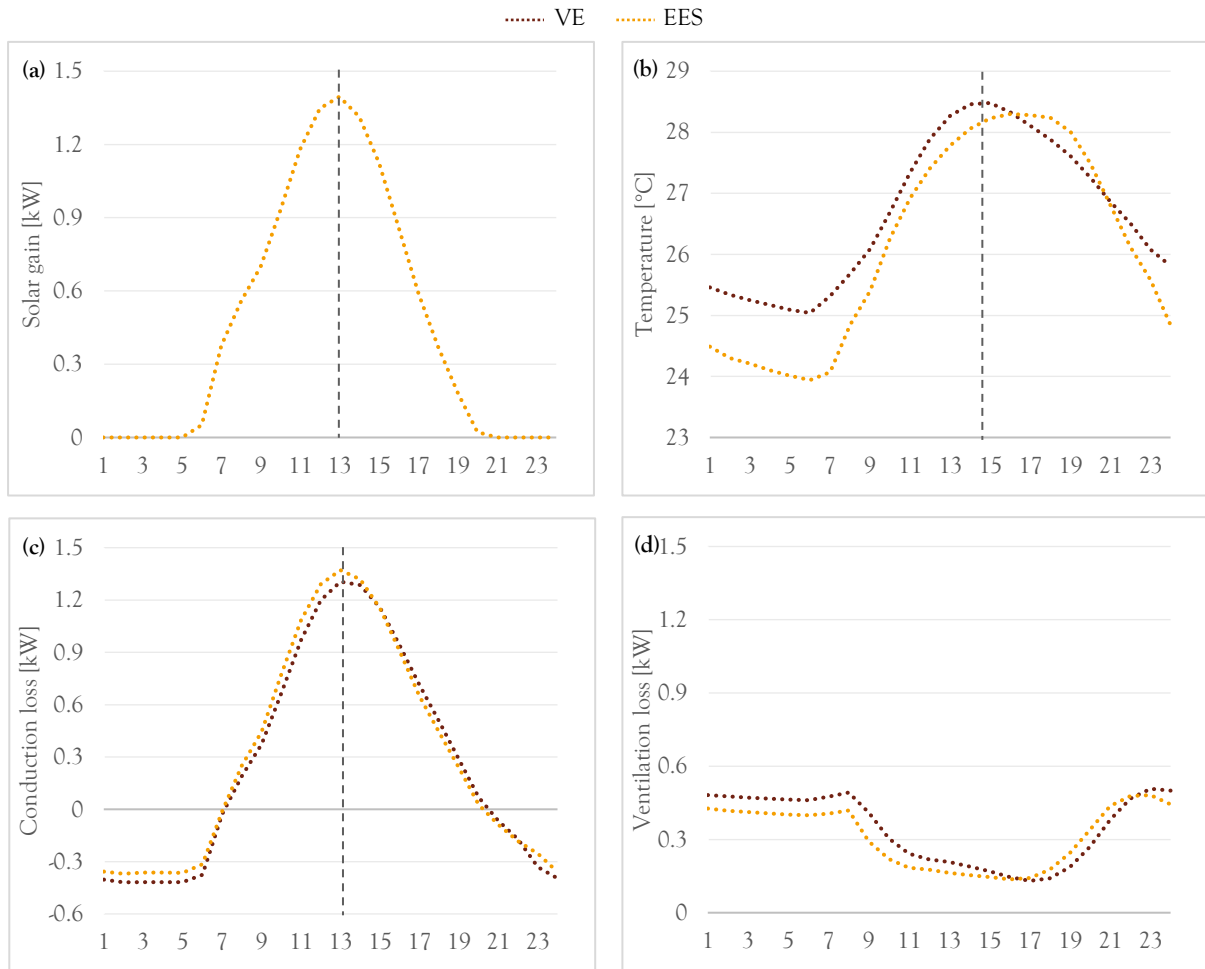 VE EES
(a)
Solar gain [kW]
1.5
1.2
0.9
0.6
0.3
0
1 3 5 7 9 11 13 15 17 19 21 23
(b)
Temperature [°C]
29
28
27
26
25
24
23
1 3 5 7 9 11 13 15 17 19 21 23
(c)
Conduction loss [kW]
1.5
1.2
0.9
0.6
0.3
0
-0.3
-0.6
1 3 5 7 9 11 13 15 17 19 21 23
(d)
Ventilation loss [kW]
1.5
1.2
0.9
0.6
0.3
0
1 3 5 7 9 11 13 15 17 19 21 23